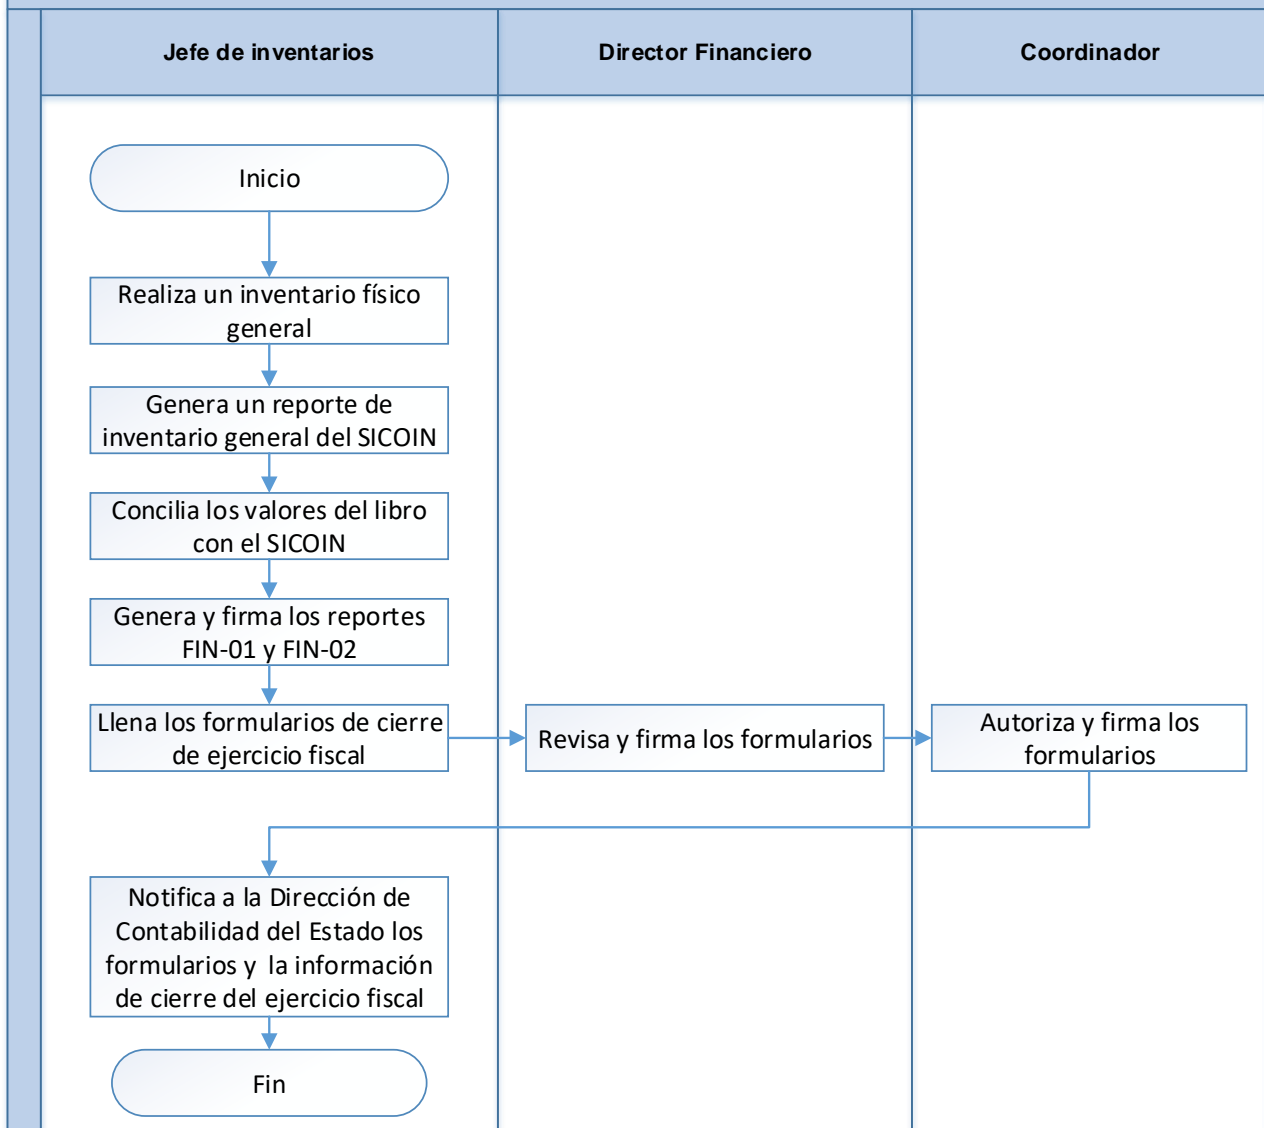 Jefe de inventarios
Director Financiero
Coordinador
Inicio
Realiza un inventario físico
general
Genera un reporte de
inventario general del SICOIN
Concilia los valores del libro
con el SICOIN
Genera y firma los reportes
FIN-01 y FIN-02
Llena los formularios de cierre
de ejercicio fiscal
Revisa y firma los formularios
Autoriza y firma los
formularios
Notifica a la Dirección de
Contabilidad del Estado los
formularios y la información
de cierre del ejercicio fiscal
Fin